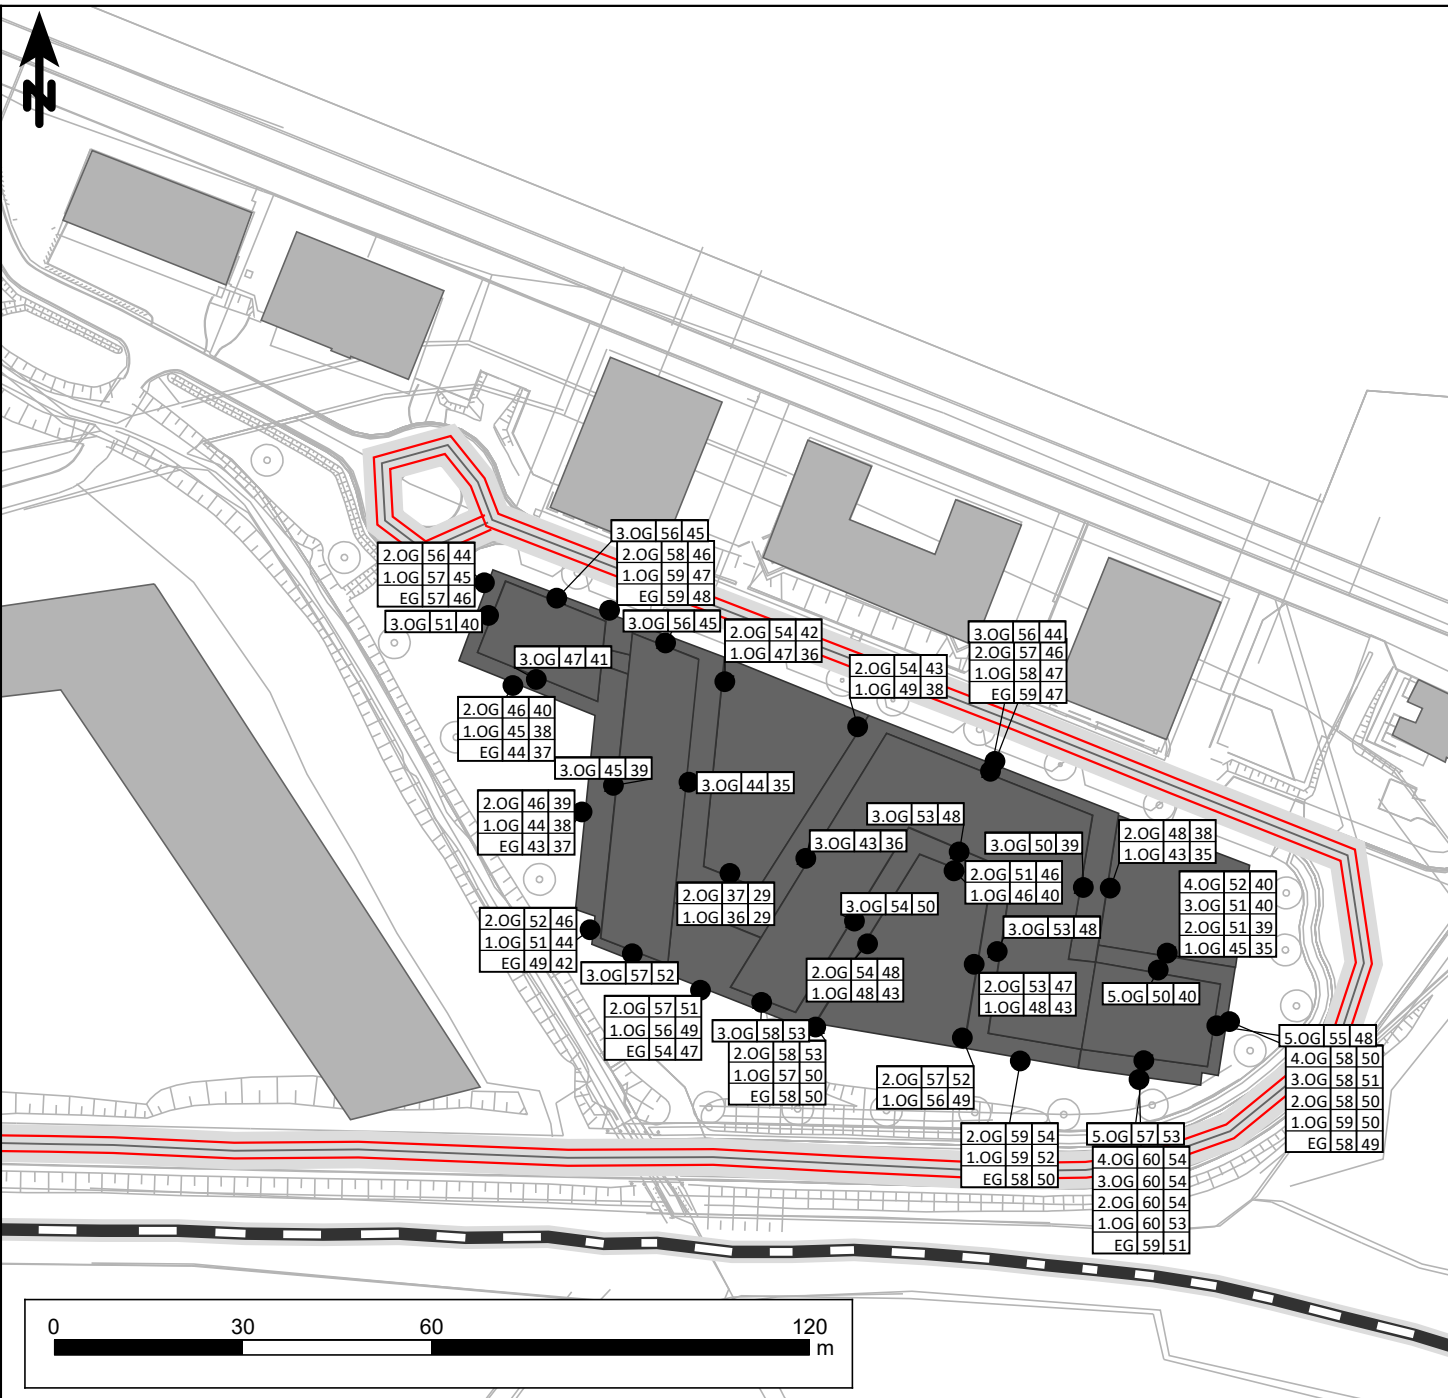 N
3.OG 56 45
2.OG 58 46
1.OG 59 47
EG 59 48
2.OG 56 44
1.OG 57 45
EG 57 46
3.OG 51 40
3.OG 56 45
2.OG 54 42
1.OG 47 36
3.OG 56 44
2.OG 57 46
1.OG 58 47
EG 59 47
3.OG 47 41
2.OG 54 43
1.OG 49 38
2.OG 46 40
1.OG 45 38
EG 44 37
3.OG 45 39
3.OG 44 35
2.OG 46 39
1.OG 44 38
EG 43 37
3.OG 53 48
3.OG 43 36
3.OG 50 39
2.OG 48 38
1.OG 43 35
2.OG 51 46
1.OG 46 40
4.OG 52 40
3.OG 51 40
2.OG 51 39
1.OG 45 35
2.OG 37 29
1.OG 36 29
3.OG 54 50
2.OG 52 46
1.OG 51 44
EG 49 42
3.OG 53 48
3.OG 57 52
2.OG 54 48
1.OG 48 43
2.OG 53 47
1.OG 48 43
5.OG 50 40
2.OG 57 51
1.OG 56 49
EG 54 47
3.OG 58 53
2.OG 58 53
1.OG 57 50
EG 58 50
5.OG 55 48
4.OG 58 50
3.OG 58 51
2.OG 58 50
1.OG 59 50
EG 58 49
2.OG 57 52
1.OG 56 49
2.OG 59 54
1.OG 59 52
EG 58 50
5.OG 57 53
4.OG 60 54
3.OG 60 54
2.OG 60 54
1.OG 60 53
EG 59 51
0 30 60 120
m